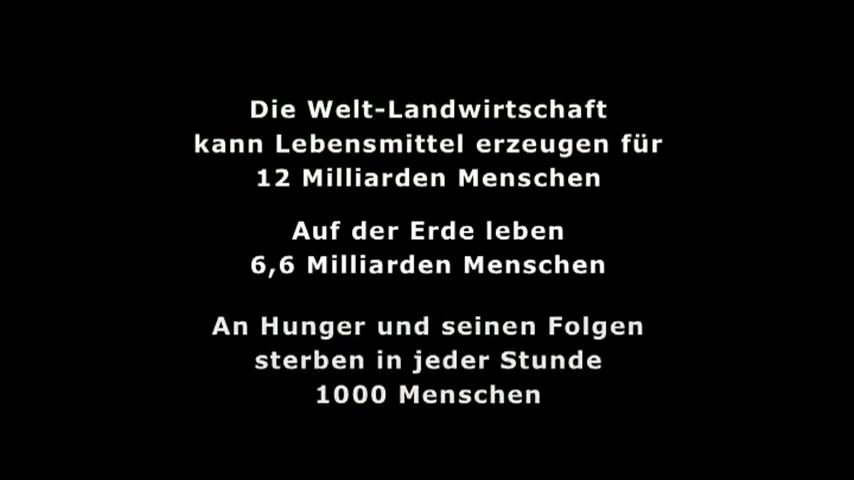 Die Welt-Landwirtschaft
kann Lebensmittel erzeugen für
12 Milliarden Menschen
Auf der Erde leben
6,6 Milliarden Menschen
An Hunger und seinen Folgen
sterben in jeder Stunde
1000 Menschen